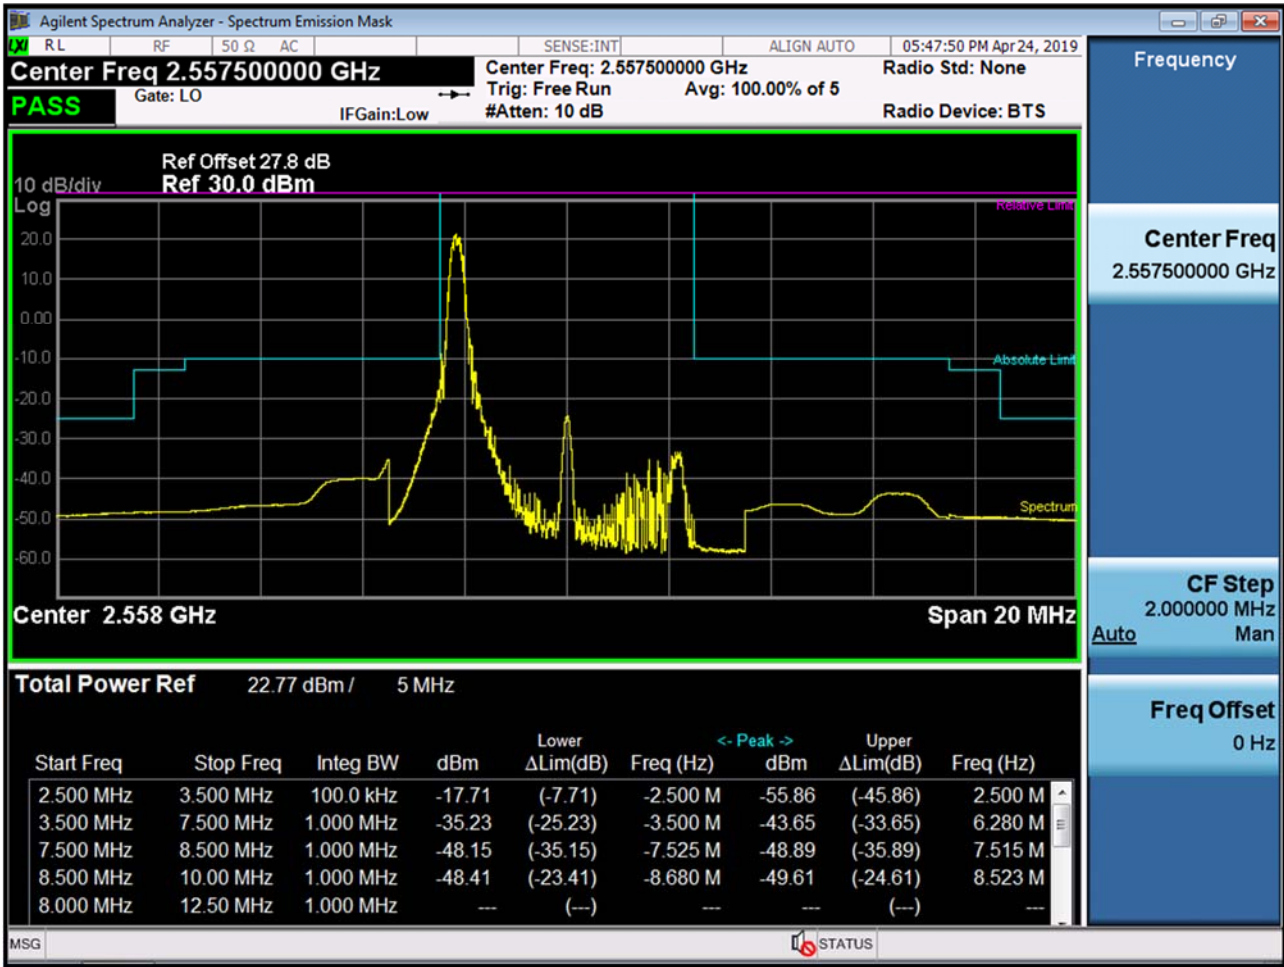 Agilent Spectrum Analyzer - Spectrum Emission Mask
LXI RL RF 50 Ω AC SENSE:INT ALIGN AUTO 05:47:50 PM Apr 24, 2019
Center Freq 2.557500000 GHz
Center Freq: 2.557500000 GHz
Radio Std: None
PASS
Gate: LO
Trig: Free Run
Avg: 100.00% of 5
IFGain:Low
#Atten: 10 dB
Radio Device: BTS
Ref Offset 27.8 dB
10 dB/div
Ref 30.0 dBm
Log
Relative Limit
20.0
10.0
0.00
-10.0
Absolute Limit
-20.0
-30.0
-40.0
-50.0
Spectrum
-60.0
Center 2.558 GHz
Span 20 MHz
Total Power Ref 22.77 dBm / 5 MHz
Lower <- Peak -> Upper
Start Freq Stop Freq Integ BW dBm ΔLim(dB) Freq (Hz) dBm ΔLim(dB) Freq (Hz)
2.500 MHz 3.500 MHz 100.0 kHz -17.71 (-7.71) -2.500 M -55.86 (-45.86) 2.500 M
3.500 MHz 7.500 MHz 1.000 MHz -35.23 (-25.23) -3.500 M -43.65 (-33.65) 6.280 M
7.500 MHz 8.500 MHz 1.000 MHz -48.15 (-35.15) -7.525 M -48.89 (-35.89) 7.515 M
8.500 MHz 10.00 MHz 1.000 MHz -48.41 (-23.41) -8.680 M -49.61 (-24.61) 8.523 M
8.000 MHz 12.50 MHz 1.000 MHz --- (---) --- --- (---) ---
MSG
STATUS
Frequency
Center Freq
2.557500000 GHz
CF Step
2.000000 MHz
Auto Man
Freq Offset
0 Hz